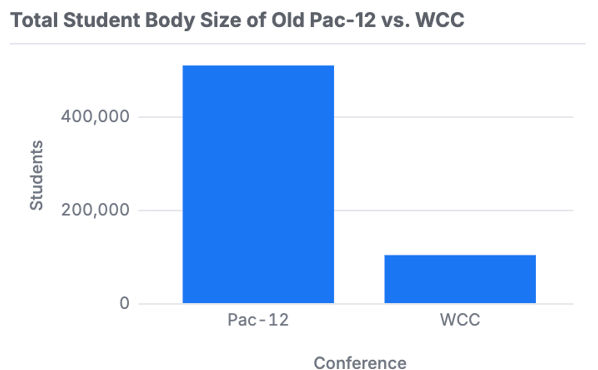 Total Student Body Size of Old Pac-12 vs. WCC
400,000
200,000
0
Students
Pac-12
WCC
Conference